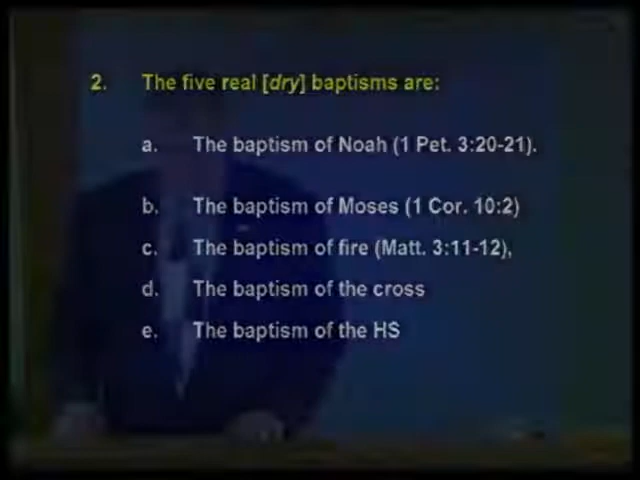 2. The five real [dry] baptisms are:
a. The baptism of Noah (1 Pet. 3:20-21).
b. The baptism of Moses (1 Cor. 10:2)
c. The baptism of fire (Matt. 3:11-12),
d. The baptism of the cross
e. The baptism of the HS